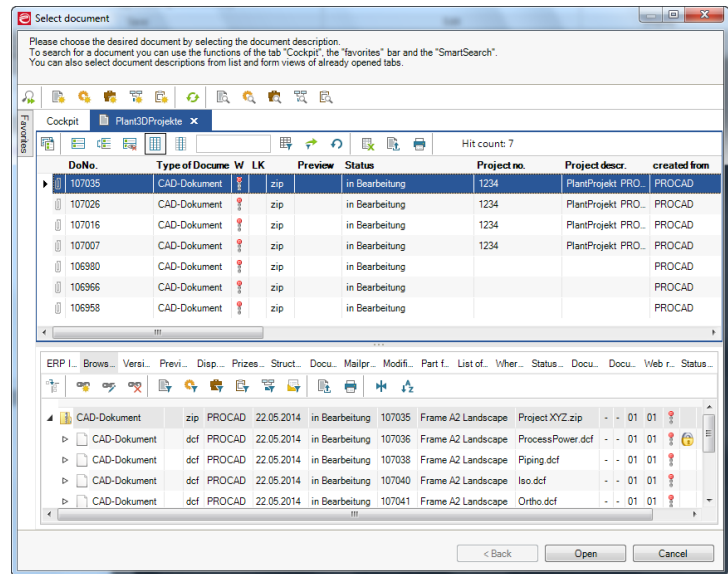 Select document
Please choose the desired document by selecting the document description.
To search for a document you can use the functions of the tab "Cockpit", the "favorites" bar and the "SmartSearch".
You can also select document descriptions from list and form views of already opened tabs.
Favorites
Cockpit Plant3DProjekte
Hit count: 7
DoNo. Type of Docume W LK Preview Status Project no. Project descr. created from
107035 CAD-Dokument zip in Bearbeitung 1234 PlantProjekt PRO... PROCAD
107026 CAD-Dokument zip in Bearbeitung 1234 PlantProjekt PRO... PROCAD
107016 CAD-Dokument zip in Bearbeitung 1234 PlantProjekt PRO... PROCAD
107007 CAD-Dokument zip in Bearbeitung 1234 PlantProjekt PRO... PROCAD
106980 CAD-Dokument zip in Bearbeitung PROCAD
106966 CAD-Dokument zip in Bearbeitung PROCAD
106958 CAD-Dokument zip in Bearbeitung PROCAD
ERP I... Brows... Versi... Previ... Disp... Prizes... Struct... Docu... Mailpr... Modifi... Part f... List of... Wher... Status... Docu... Docu... Web r... Status...
CAD-Dokument zip PROCAD 22.05.2014 in Bearbeitung 107035 Frame A2 Landscape Project XYZ.zip - - 01 01
CAD-Dokument dcf PROCAD 22.05.2014 in Bearbeitung 107036 Frame A2 Landscape ProcessPower.dcf - - 01 01
CAD-Dokument dcf PROCAD 22.05.2014 in Bearbeitung 107038 Frame A2 Landscape Piping.dcf - - 01 01
CAD-Dokument dcf PROCAD 22.05.2014 in Bearbeitung 107040 Frame A2 Landscape Iso.dcf - - 01 01
CAD-Dokument dcf PROCAD 22.05.2014 in Bearbeitung 107041 Frame A2 Landscape Ortho.dcf - - 01 01
< Back Open Cancel